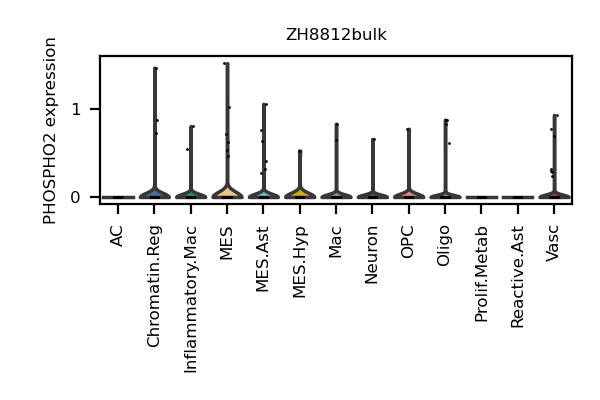 ZH8812bulk
PHOSPHO2 expression
1
0
AC
Chromatin.Reg
Inflammatory.Mac
MES
MES.Ast
MES.Hyp
Mac
Neuron
OPC
Oligo
Prolif.Metab
Reactive.Ast
Vasc